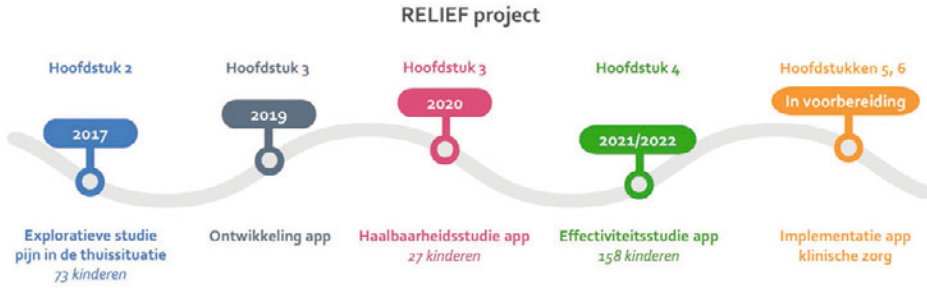 RELIEF project
Hoofdstuk 2
Hoofdstuk 3
Hoofdstuk 3
Hoofdstuk 4
Hoofdstukken 5, 6
2017
2019
2020
2021/2022
In voorbereiding
Exploratieve studie
pijn in de thuissituatie
73 kinderen
Ontwikkeling app
Haalbaarheidsstudie app
27 kinderen
Effectiviteitsstudie app
158 kinderen
Implementatie app
klinische zorg